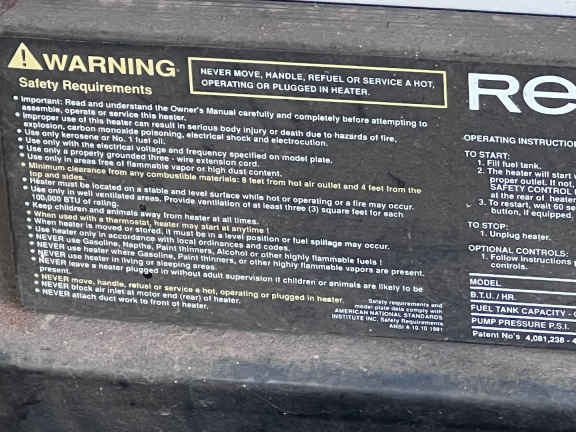 WARNING
Safety Requirements
NEVER MOVE, HANDLE, REFUEL OR SERVICE A HOT,
OPERATING OR PLUGGED IN HEATER.
• Important: Read and understand the Owner's Manual carefully and completely before attempting to
assemble, operate or service this heater.
• Improper use of this heater can result in serious body injury or death due to hazards of fire,
explosion, carbon monoxide poisoning, electrical shock and electrocution.
• Use only kerosene or No. 1 fuel oil.
• Use only with the electrical voltage and frequency specified on model plate.
• Use only a properly grounded three - wire extension cord.
• Use only in areas free of flammable vapor or high dust content.
• Minimum clearance from any combustible materials: 8 feet from hot air outlet and 4 feet from the
top and sides.
• Heater must be located on a stable and level surface while hot or operating or a fire may occur.
• Use only in well ventilated areas. Provide ventilation of at least three (3) square feet for each
100,000 BTU of rating.
• Keep children and animals away from heater at all times.
• When used with a thermostat, heater may start at anytime !
• When heater is moved or stored, it must be in a level position or fuel spillage may occur.
• Use heater only in accordance with local ordinances and codes.
• NEVER use Gasoline, Naptha, Paint thinners, Alcohol or other highly flammable fuels !
• NEVER use heater where Gasoline, Paint thinners, or other highly flammable vapors are present.
• NEVER use heater in living or sleeping areas.
• NEVER leave a heater plugged in without adult supervision if children or animals are likely to be
present.
• NEVER move, handle, refuel or service a hot, operating or plugged in heater.
• NEVER block air inlet at motor end (rear) of heater.
• NEVER attach duct work to front of heater.
Safety requirements and
model plate data comply with
AMERICAN NATIONAL STANDARDS
INSTITUTE INC. Safety Requirements
ANSI A 10.10 1981
Re
OPERATING INSTRUCTION
TO START:
1. Fill fuel tank.
2. The heater will start
proper outlet. If not,
SAFETY CONTROL
at the rear of heater
3. To restart, wait 60 se
button, if equipped.
TO STOP:
1. Unplug heater.
OPTIONAL CONTROLS:
1. Follow instructions
controls.
MODEL
B.T.U. / HR.
FUEL TANK CAPACITY -
PUMP PRESSURE P.S.I.
Patent No's 4,081,238 - 4